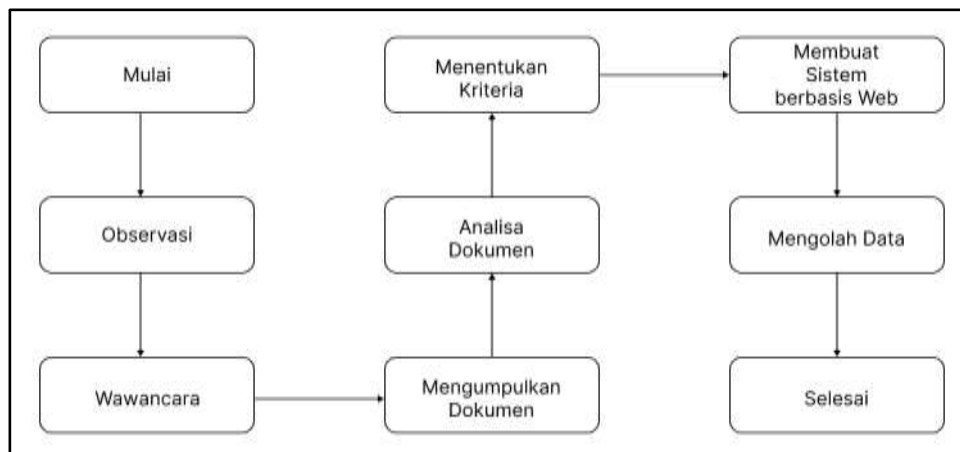 Mulai
Observasi
Wawancara
Mengumpulkan
Dokumen
Analisa
Dokumen
Menentukan
Kriteria
Membuat
Sistem
berbasis Web
Mengolah Data
Selesai